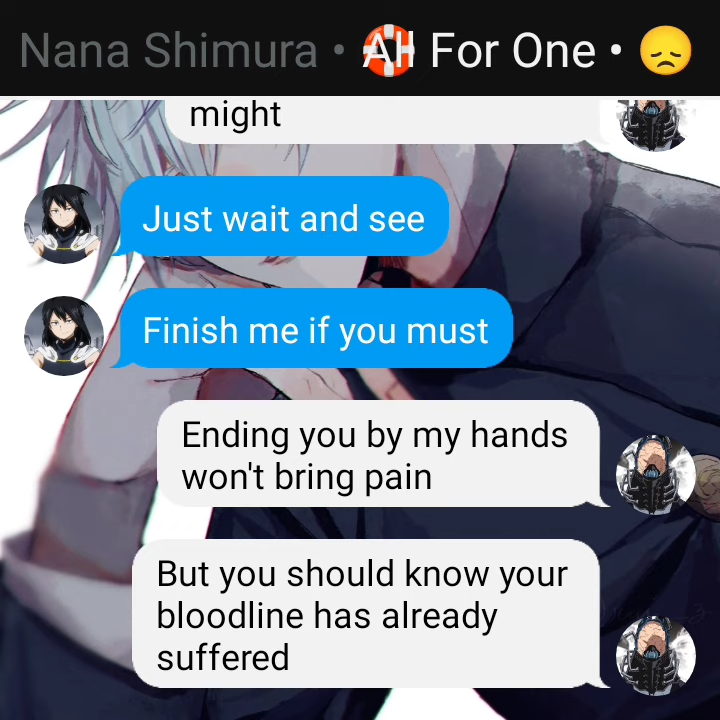 Nana Shimura • All For One •
might
Just wait and see
Finish me if you must
Ending you by my hands
won't bring pain
But you should know your
bloodline has already
suffered